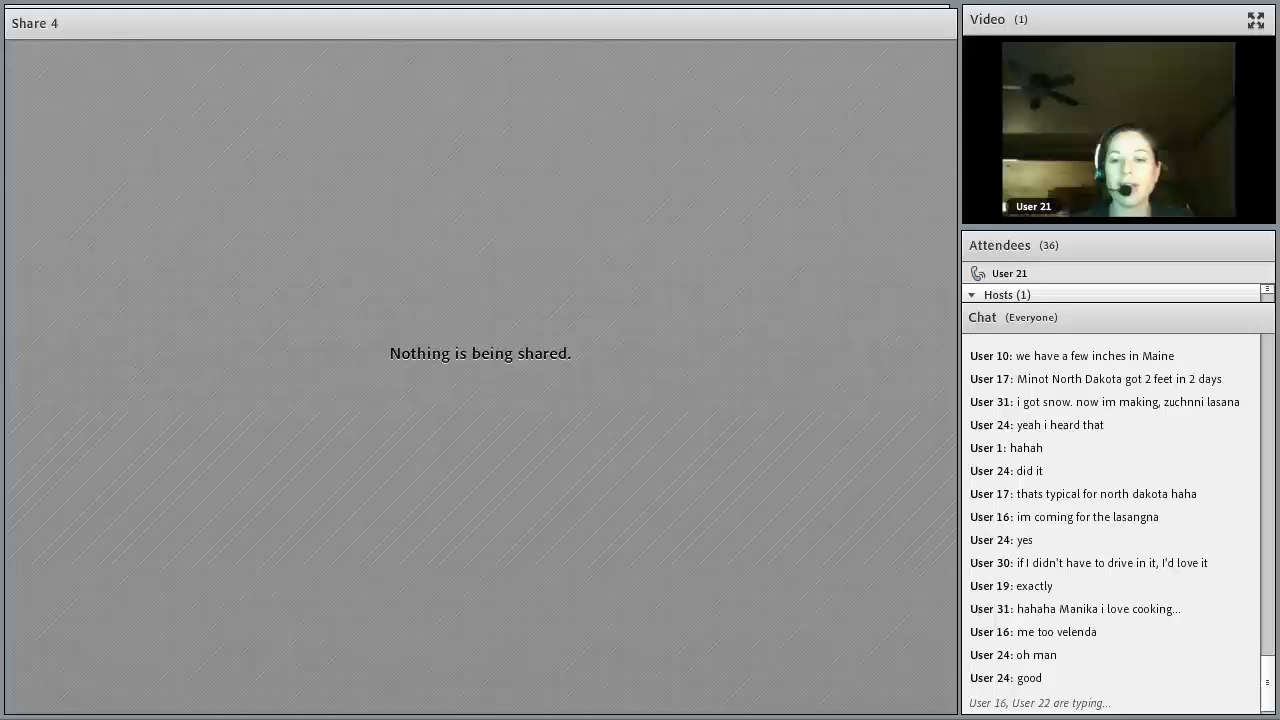 Share 4
Nothing is being shared.
Video (1)
User 21
Attendees (36)
User 21
Hosts (1)
Chat (Everyone)
User 10: we have a few inches in Maine
User 17: Minot North Dakota got 2 feet in 2 days
User 31: i got snow. now im making, zuchnni lasana
User 24: yeah i heard that
User 1: hahah
User 24: did it
User 17: thats typical for north dakota haha
User 16: im coming for the lasangna
User 24: yes
User 30: if I didn't have to drive in it, I'd love it
User 19: exactly
User 31: hahaha Manika i love cooking...
User 16: me too velenda
User 24: oh man
User 24: good
User 16, User 22 are typing...